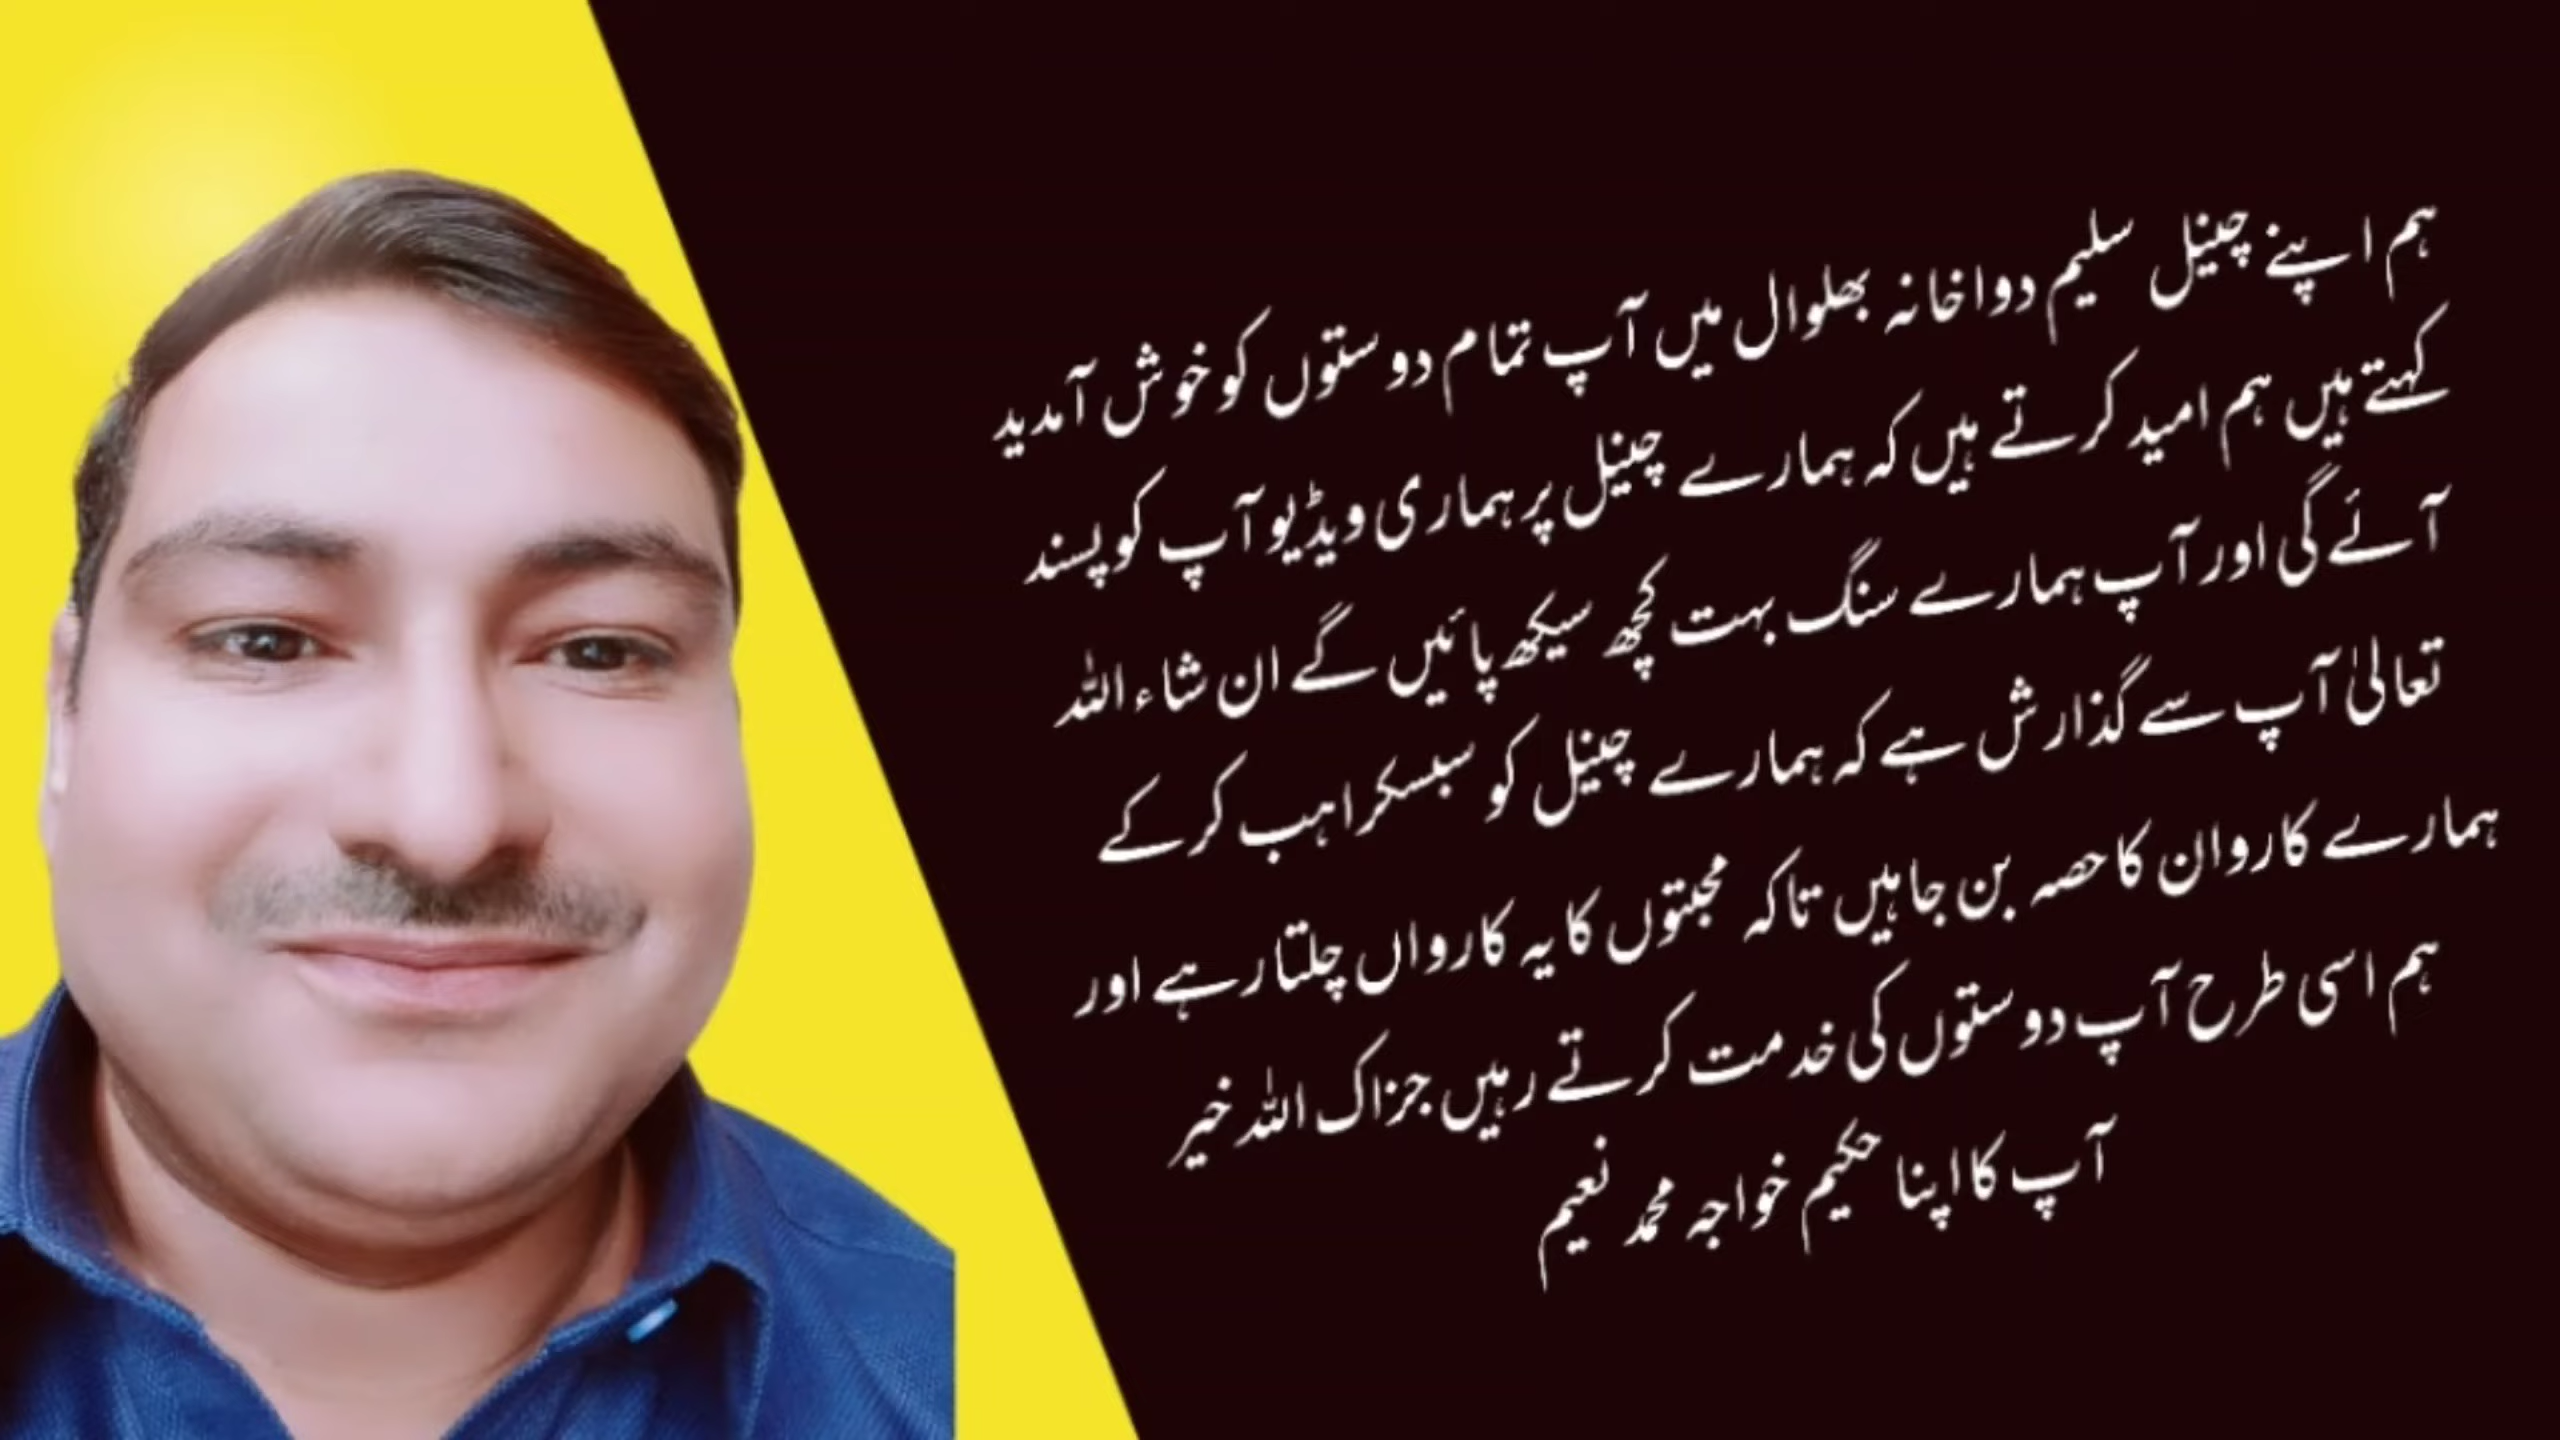 ہم اپنے چینل سلیم دواخانہ بھلوال میں آپ تمام دوستوں کو خوش آمدید
کہتے ہیں ہم امید کرتے ہیں کہ ہمارے چینل پر ہماری ویڈیو آپ کو پسند
آئے گی اور آپ ہمارے سنگ بہت کچھ سیکھ پائیں گے ان شاء اللہ
تعالیٰ آپ سے گذارش ہے کہ ہمارے چینل کو سبسکراہب کر کے
ہمارے کاروان کا حصہ بن جاہیں تاکہ محبتوں کا یہ کارواں چلتا رہے اور
ہم اسی طرح آپ دوستوں کی خدمت کرتے رہیں جزاک اللہ خیر
آپ کا اپنا حکیم خواجہ محمد نعیم